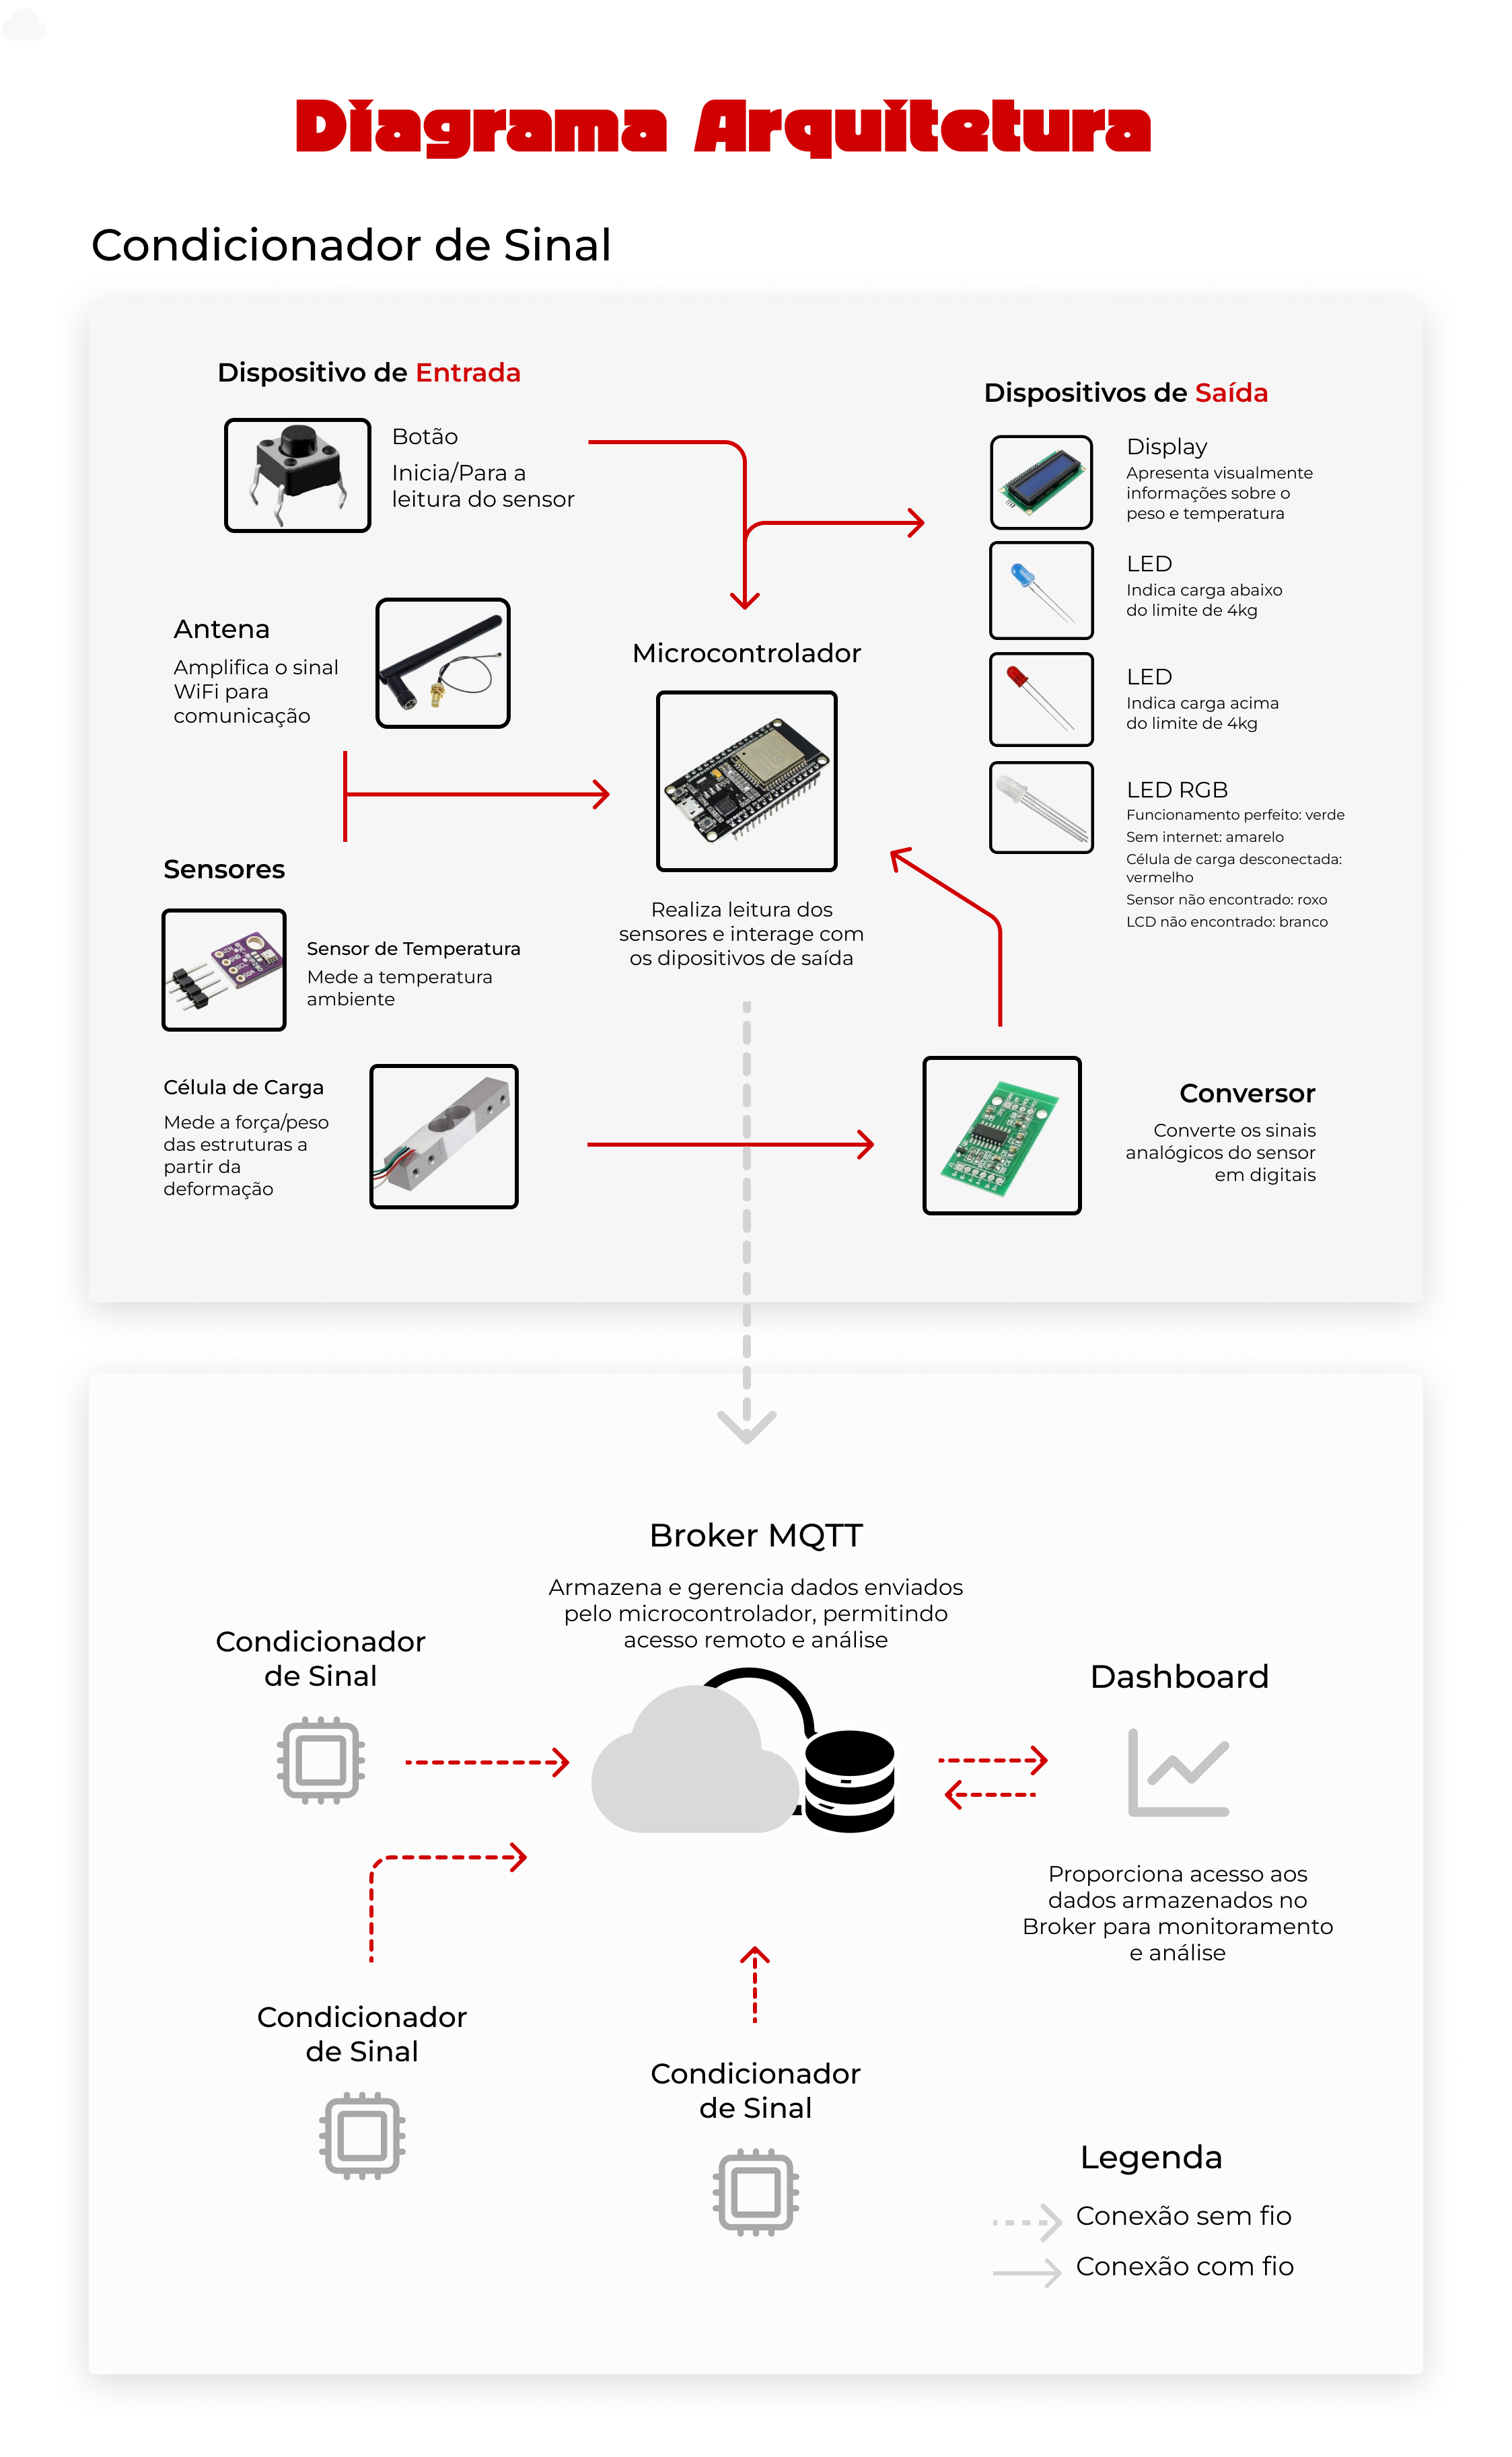 Diagrama Arquitetura
Condicionador de Sinal
Dispositivo de Entrada
Botão
Inicia/Para a
leitura do sensor
Dispositivos de Saída
Display
Apresenta visualmente
informações sobre o
peso e temperatura
LED
Indica carga abaixo
do limite de 4kg
LED
Indica carga acima
do limite de 4kg
LED RGB
Funcionamento perfeito: verde
Sem internet: amarelo
Célula de carga desconectada:
vermelho
Sensor não encontrado: roxo
LCD não encontrado: branco
Antena
Amplifica o sinal
WiFi para
comunicação
Microcontrolador
Realiza leitura dos
sensores e interage com
os dipositivos de saída
Sensores
Sensor de Temperatura
Mede a temperatura
ambiente
Célula de Carga
Mede a força/peso
das estruturas a
partir da
deformação
Conversor
Converte os sinais
analógicos do sensor
em digitais
Broker MQTT
Armazena e gerencia dados enviados
pelo microcontrolador, permitindo
acesso remoto e análise
Condicionador
de Sinal
Dashboard
Proporciona acesso aos
dados armazenados no
Broker para monitoramento
e análise
Condicionador
de Sinal
Condicionador
de Sinal
Legenda
Conexão sem fio
Conexão com fio